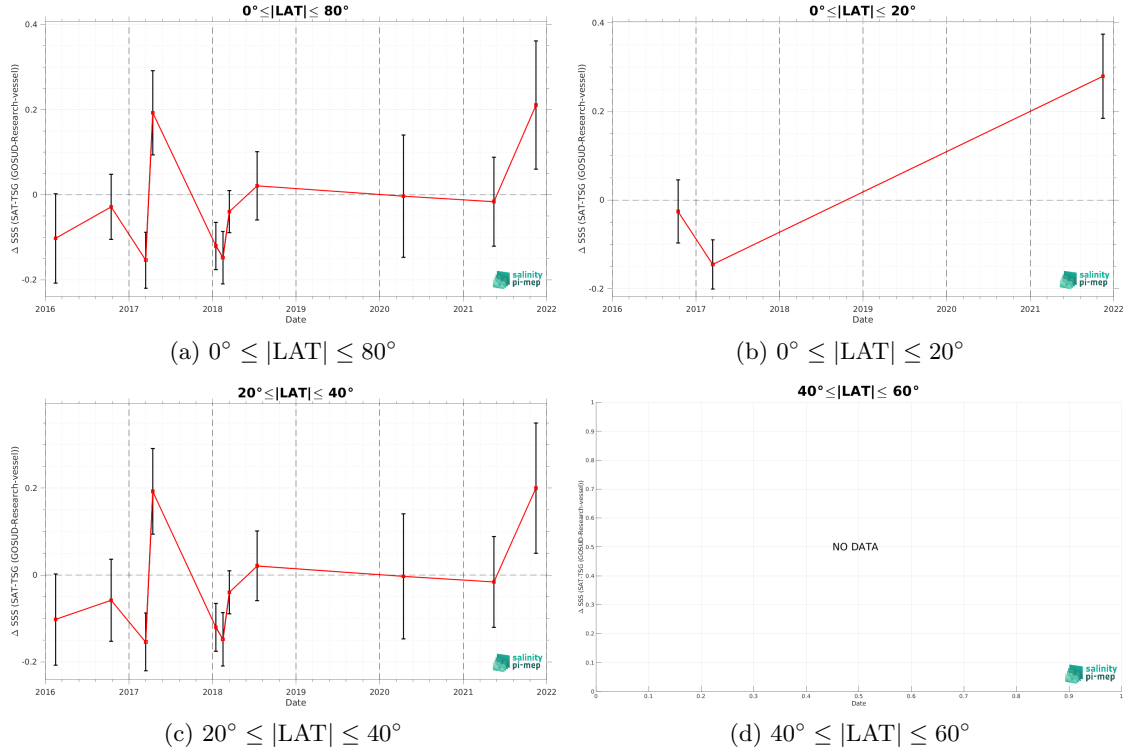 0°≤|LAT|≤ 80°
Δ SSS (SAT-TSG (GOSUD-Research-vessel))
0.4
0.2
0
-0.2
2016 2017 2018 2019 2020 2021 2022
Date
salinity
pi-mep
(a) 0° ≤ |LAT| ≤ 80°
0°≤|LAT|≤ 20°
Δ SSS (SAT-TSG (GOSUD-Research-vessel))
0.4
0.2
0
-0.2
2016 2017 2018 2019 2020 2021 2022
Date
salinity
pi-mep
(b) 0° ≤ |LAT| ≤ 20°
20°≤|LAT|≤ 40°
Δ SSS (SAT-TSG (GOSUD-Research-vessel))
0.2
0
-0.2
2016 2017 2018 2019 2020 2021 2022
Date
salinity
pi-mep
(c) 20° ≤ |LAT| ≤ 40°
40°≤|LAT|≤ 60°
Δ SSS (SAT-TSG (GOSUD-Research-vessel))
1
0.9
0.8
0.7
0.6
0.5
0.4
0.3
0.2
0.1
0
NO DATA
0 0.1 0.2 0.3 0.4 0.5 0.6 0.7 0.8 0.9 1
Date
salinity
pi-mep
(d) 40° ≤ |LAT| ≤ 60°